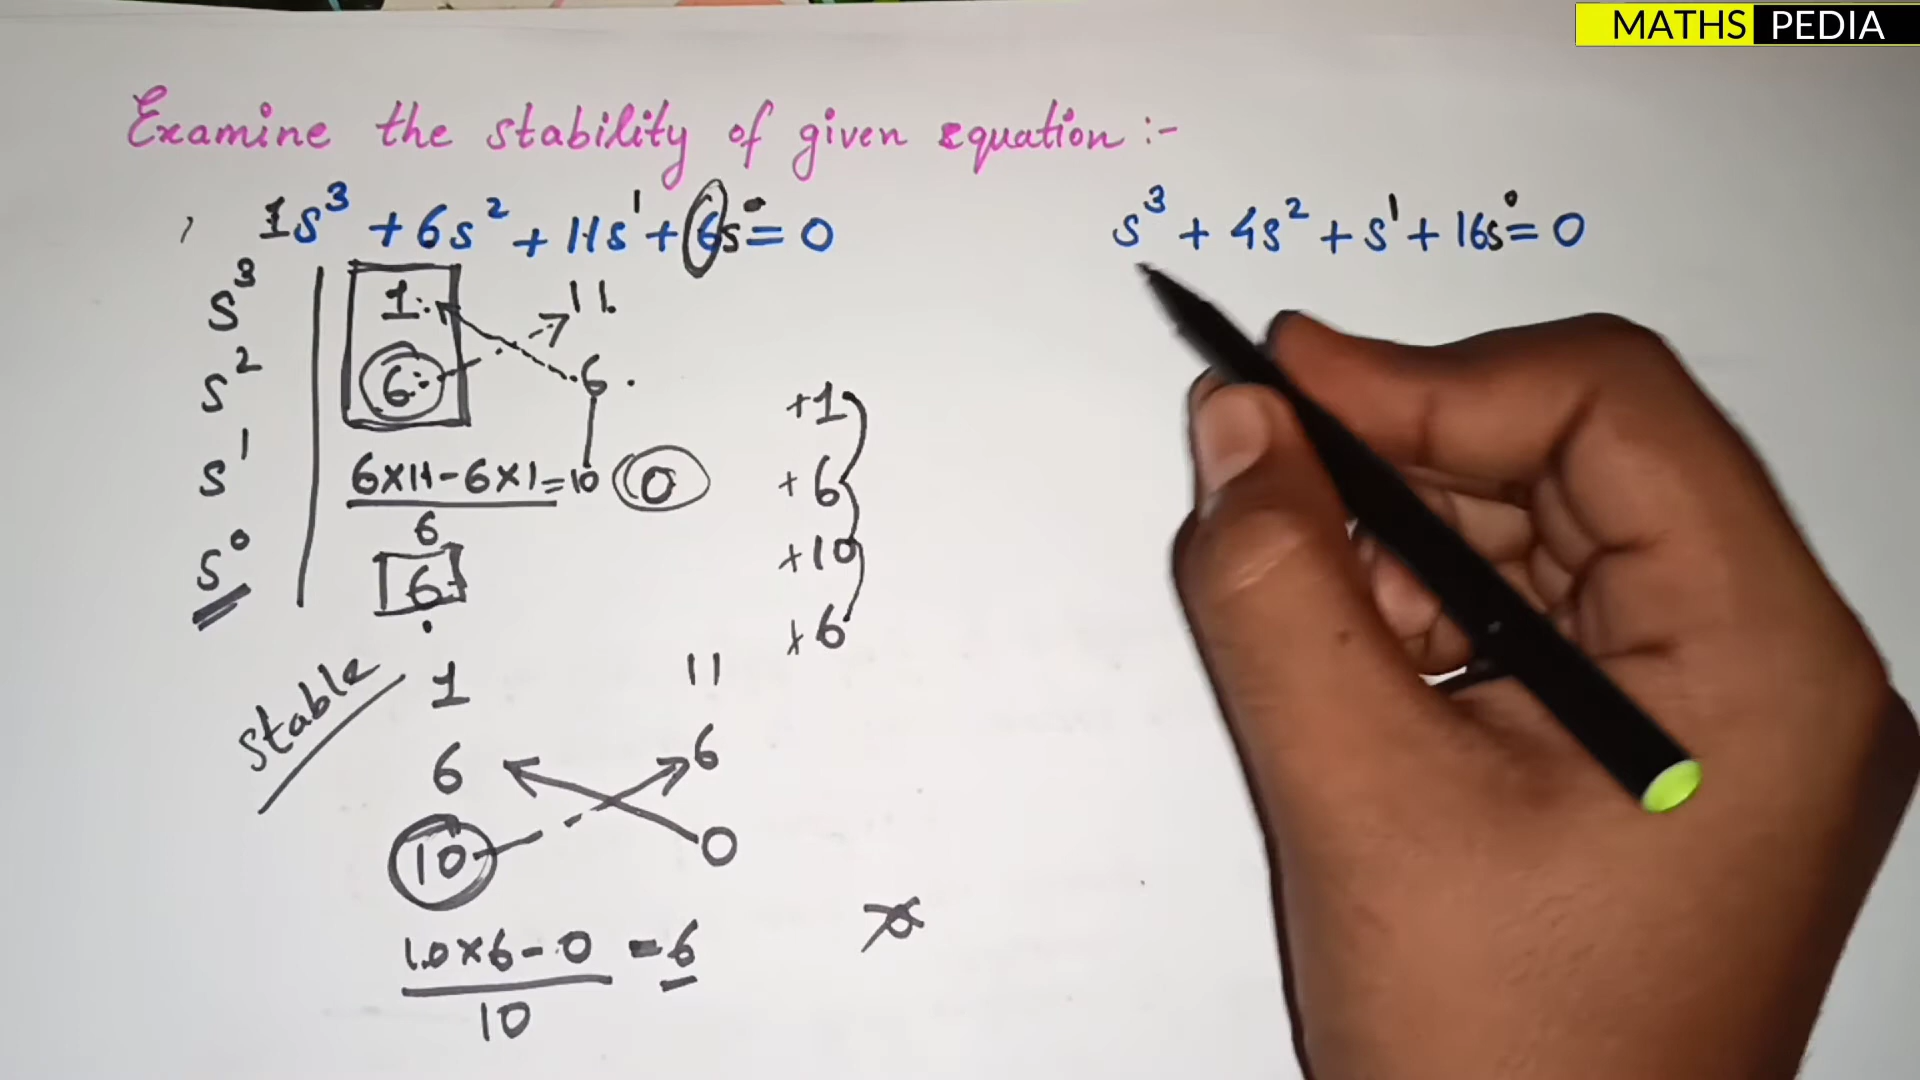 MATHS PEDIA
Examine the stability of given equation :-
1s³ + 6s² + 11s¹ + 6s⁰ = 0
s³ + 4s² + s¹ + 16s⁰ = 0
s³ | 1 11
s² | 6 6
s¹ | 6×11-6×1 = 10 0
6
s⁰ | 6
+1
+6
+10
+6
stable
1 11
6 6
10 0
10×6-0 = 6
10